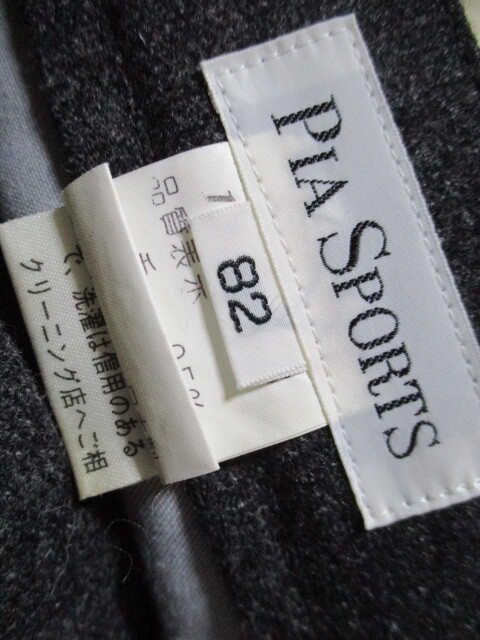 PIA SPORTS
82
品質表示
で、洗濯は信用のある
クリーニング店へご相